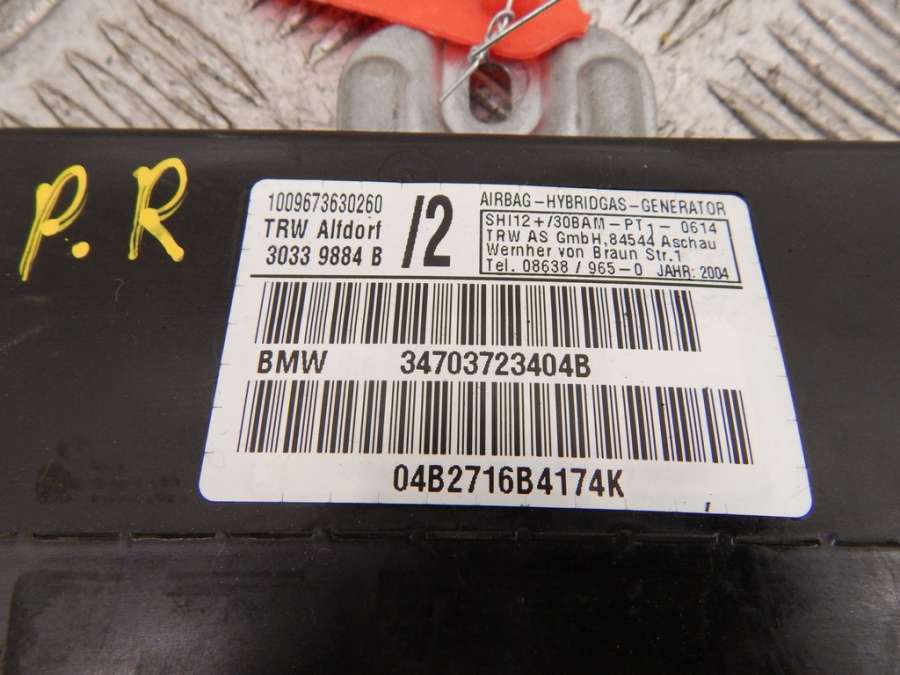 P.R
1009673630260
TRW Alfdorf
3033 9884 B
/2
AIRBAG-HYBRIDGAS-GENERATOR
SHI12+/30BAM-PT1-0614
TRW AS GmbH,84544 Aschau
Wernher von Braun Str.1
Tel. 08638/965-0 JAHR: 2004
BMW 34703723404B
04B2716B4174K